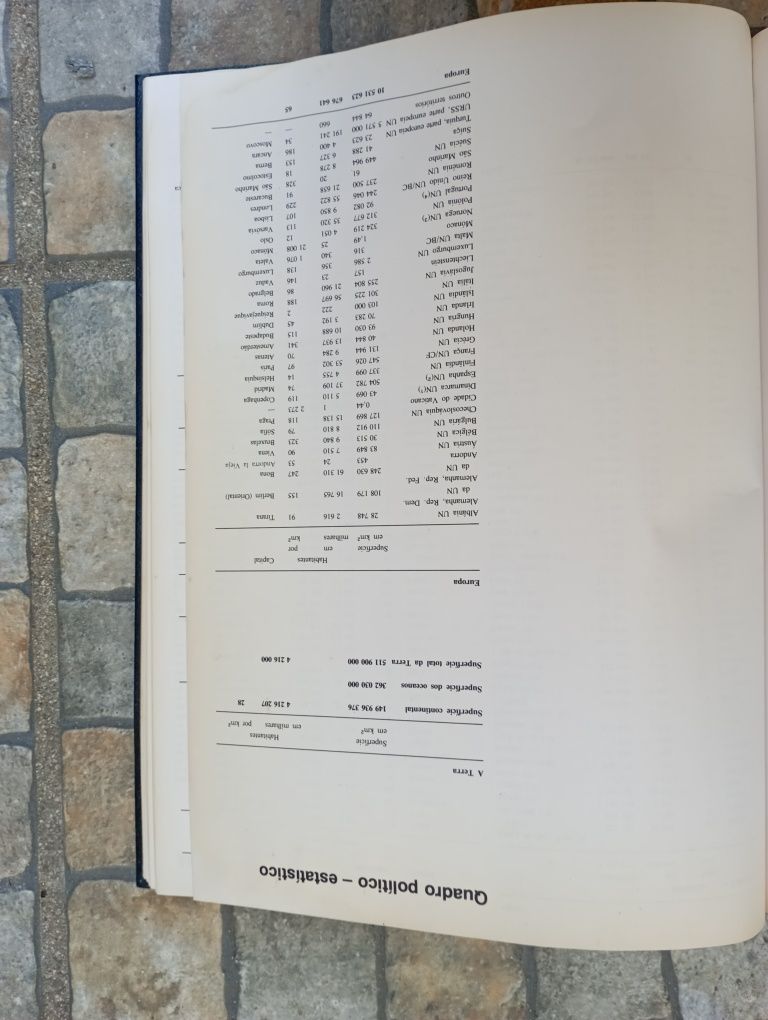 Quadro político – estatístico
A Terra
Superfície Habitantes
em km² em milhares por km²
Superfície continental 149 936 376 4 216 207 28
Superfície dos oceanos 362 030 000
Superfície total da Terra 511 900 000 4 216 000
Europa
Superfície Habitantes Capital
em km² em milhares por km²
Albânia UN 28 748 2 616 91 Tirana
Alemanha, Rep. Dem.
da UN 108 179 16 765 155 Berlim (Oriental)
Alemanha, Rep. Fed.
da UN 248 630 61 310 247 Bona
Andorra 453 24 53 Andorra la Vieja
Áustria UN 83 849 7 510 90 Viena
Bélgica UN 30 513 9 840 323 Bruxelas
Bulgária UN 110 912 8 810 79 Sófia
Checoslováquia UN 127 869 15 138 118 Praga
Cidade do Vaticano 0,44 1 2 273 —
Dinamarca UN(¹) 43 069 5 110 119 Copenhaga
Espanha UN(²) 504 782 37 109 74 Madrid
Finlândia UN 337 099 4 755 14 Helsínquia
França UN/CF 547 026 53 302 97 Paris
Grécia UN 131 944 9 284 70 Atenas
Holanda UN 40 844 13 937 341 Amesterdão
Hungria UN 93 030 10 688 115 Budapeste
Irlanda UN 70 283 3 192 45 Dublim
Islândia UN 103 000 222 2 Reiquejavique
Itália UN 301 225 56 697 188 Roma
Jugoslávia UN 255 804 21 960 86 Belgrado
Liechtenstein 157 23 146 Vaduz
Luxemburgo UN 2 586 356 138 Luxemburgo
Malta UN/BC 316 340 1 076 Valeta
Mónaco 1,49 25 21 008 Mónaco
Noruega UN(³) 324 219 4 051 12 Oslo
Polónia UN 312 677 35 320 113 Varsóvia
Portugal UN(⁴) 92 082 9 850 107 Lisboa
Reino Unido UN/BC 244 046 55 822 229 Londres
Roménia UN 237 500 21 658 91 Bucareste
São Marinho 61 20 328 São Marinho
Suécia UN 449 964 8 278 18 Estocolmo
Suíça 41 288 6 327 153 Berna
Turquia, parte europeia UN 23 623 4 400 186 Ancara
URSS, parte europeia UN 5 571 000 191 241 34 Moscovo
Outros territórios 64 844 660 — —
Europa 10 531 623 676 641 65